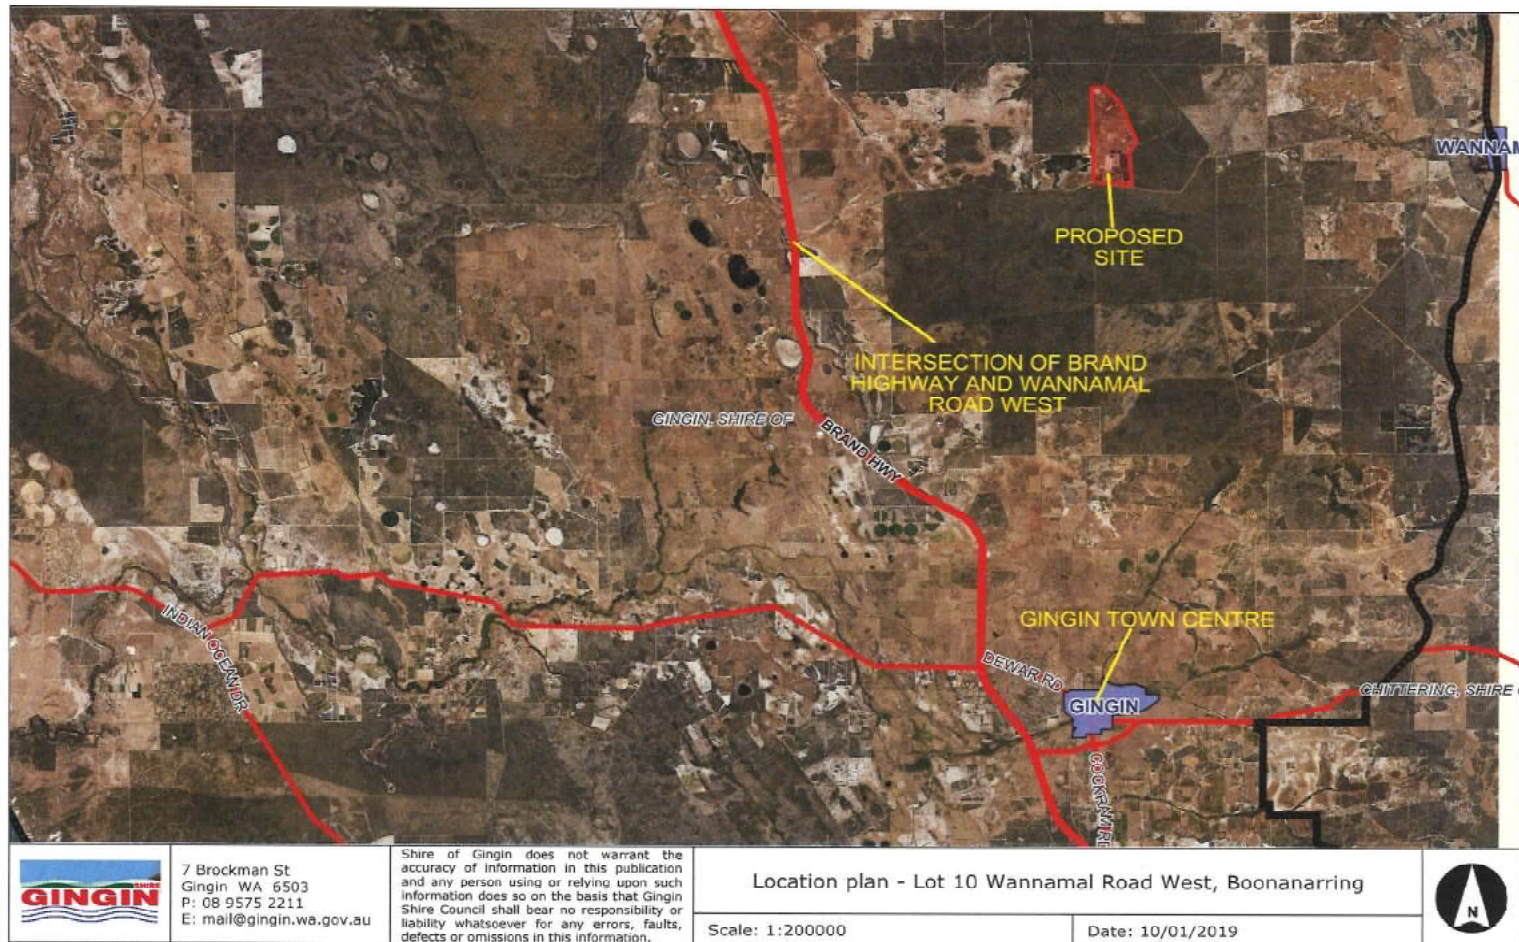 WANNAM
PROPOSED
SITE
INTERSECTION OF BRAND
HIGHWAY AND WANNAMAL
ROAD WEST
GINGIN, SHIRE OF
BRAND HWY
GINGIN TOWN CENTRE
INDIAN OCEAN DR
DEWAR RD
GINGIN
CHITTERING, SHIRE
COCKRAM R
GINGIN SHIRE
7 Brockman St
Gingin WA 6503
P: 08 9575 2211
E: mail@gingin.wa.gov.au
Shire of Gingin does not warrant the
accuracy of information in this publication
and any person using or relying upon such
information does so on the basis that Gingin
Shire Council shall bear no responsibility or
liability whatsoever for any errors, faults,
defects or omissions in this information.
Location plan - Lot 10 Wannamal Road West, Boonanarring
Scale: 1:200000
Date: 10/01/2019
N